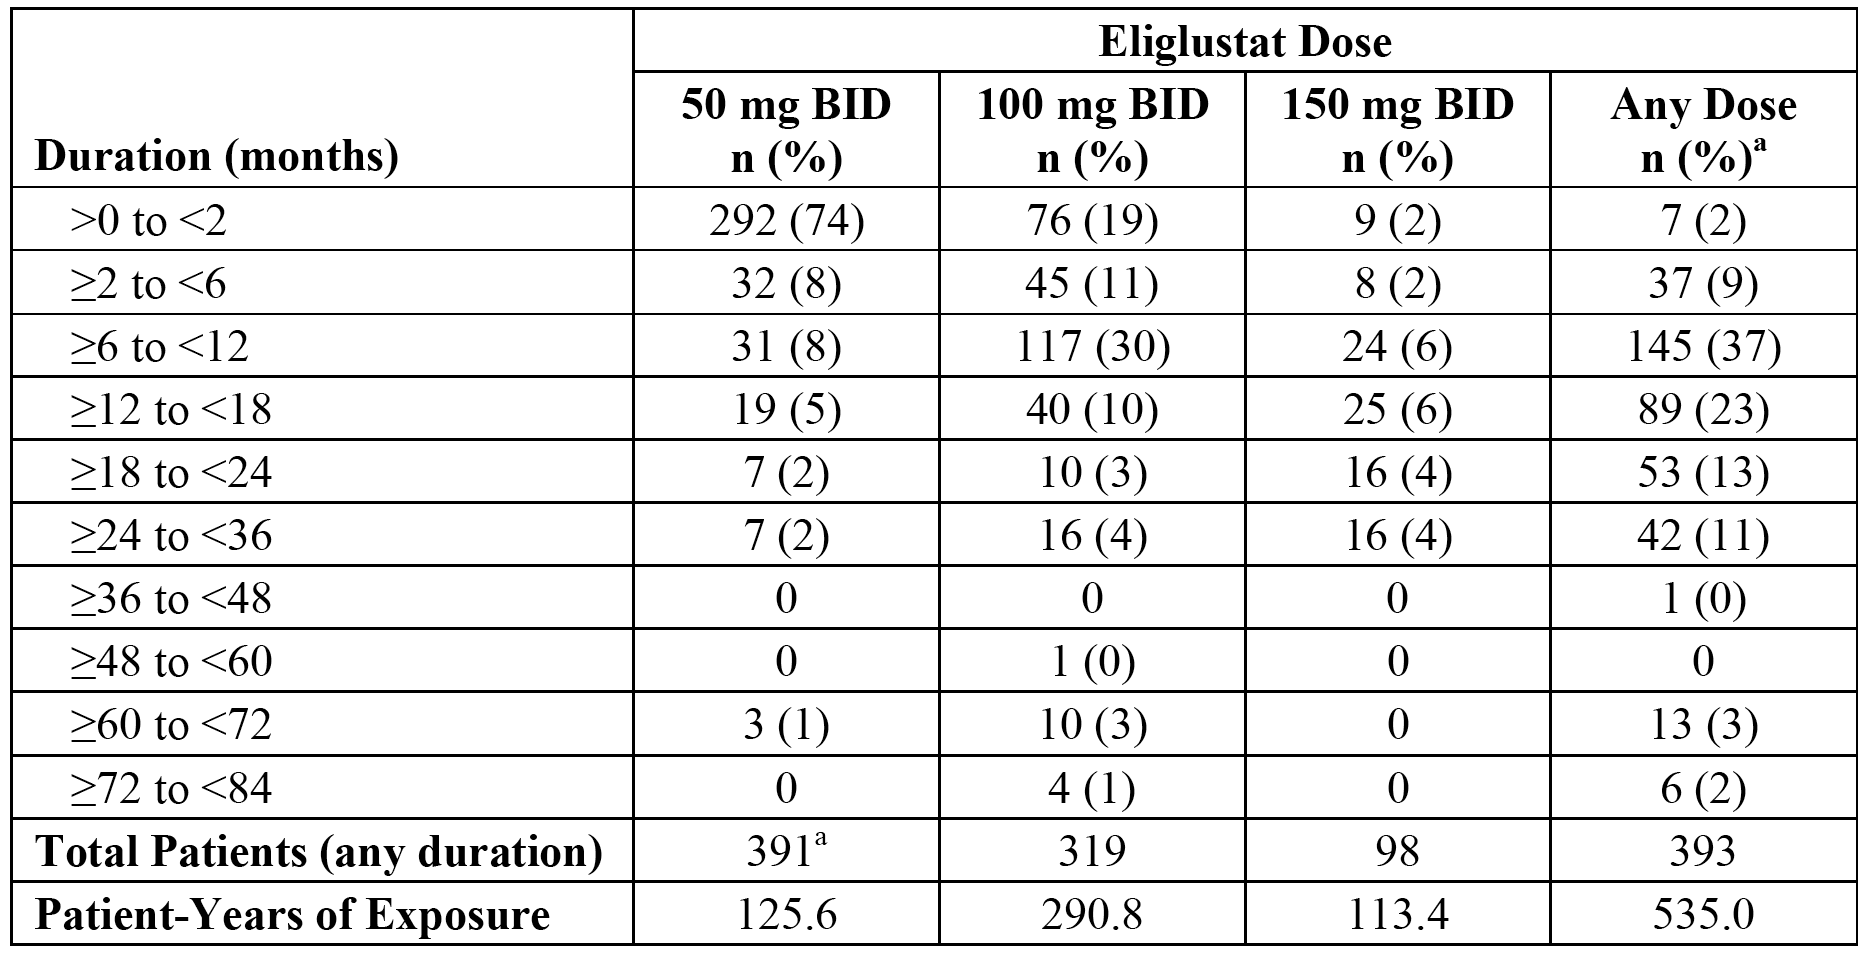 Eliglustat Dose
Duration (months) 50 mg BID n (%) 100 mg BID n (%) 150 mg BID n (%) Any Dose n (%)ᵃ
>0 to <2 292 (74) 76 (19) 9 (2) 7 (2)
≥2 to <6 32 (8) 45 (11) 8 (2) 37 (9)
≥6 to <12 31 (8) 117 (30) 24 (6) 145 (37)
≥12 to <18 19 (5) 40 (10) 25 (6) 89 (23)
≥18 to <24 7 (2) 10 (3) 16 (4) 53 (13)
≥24 to <36 7 (2) 16 (4) 16 (4) 42 (11)
≥36 to <48 0 0 0 1 (0)
≥48 to <60 0 1 (0) 0 0
≥60 to <72 3 (1) 10 (3) 0 13 (3)
≥72 to <84 0 4 (1) 0 6 (2)
Total Patients (any duration) 391ᵃ 319 98 393
Patient-Years of Exposure 125.6 290.8 113.4 535.0